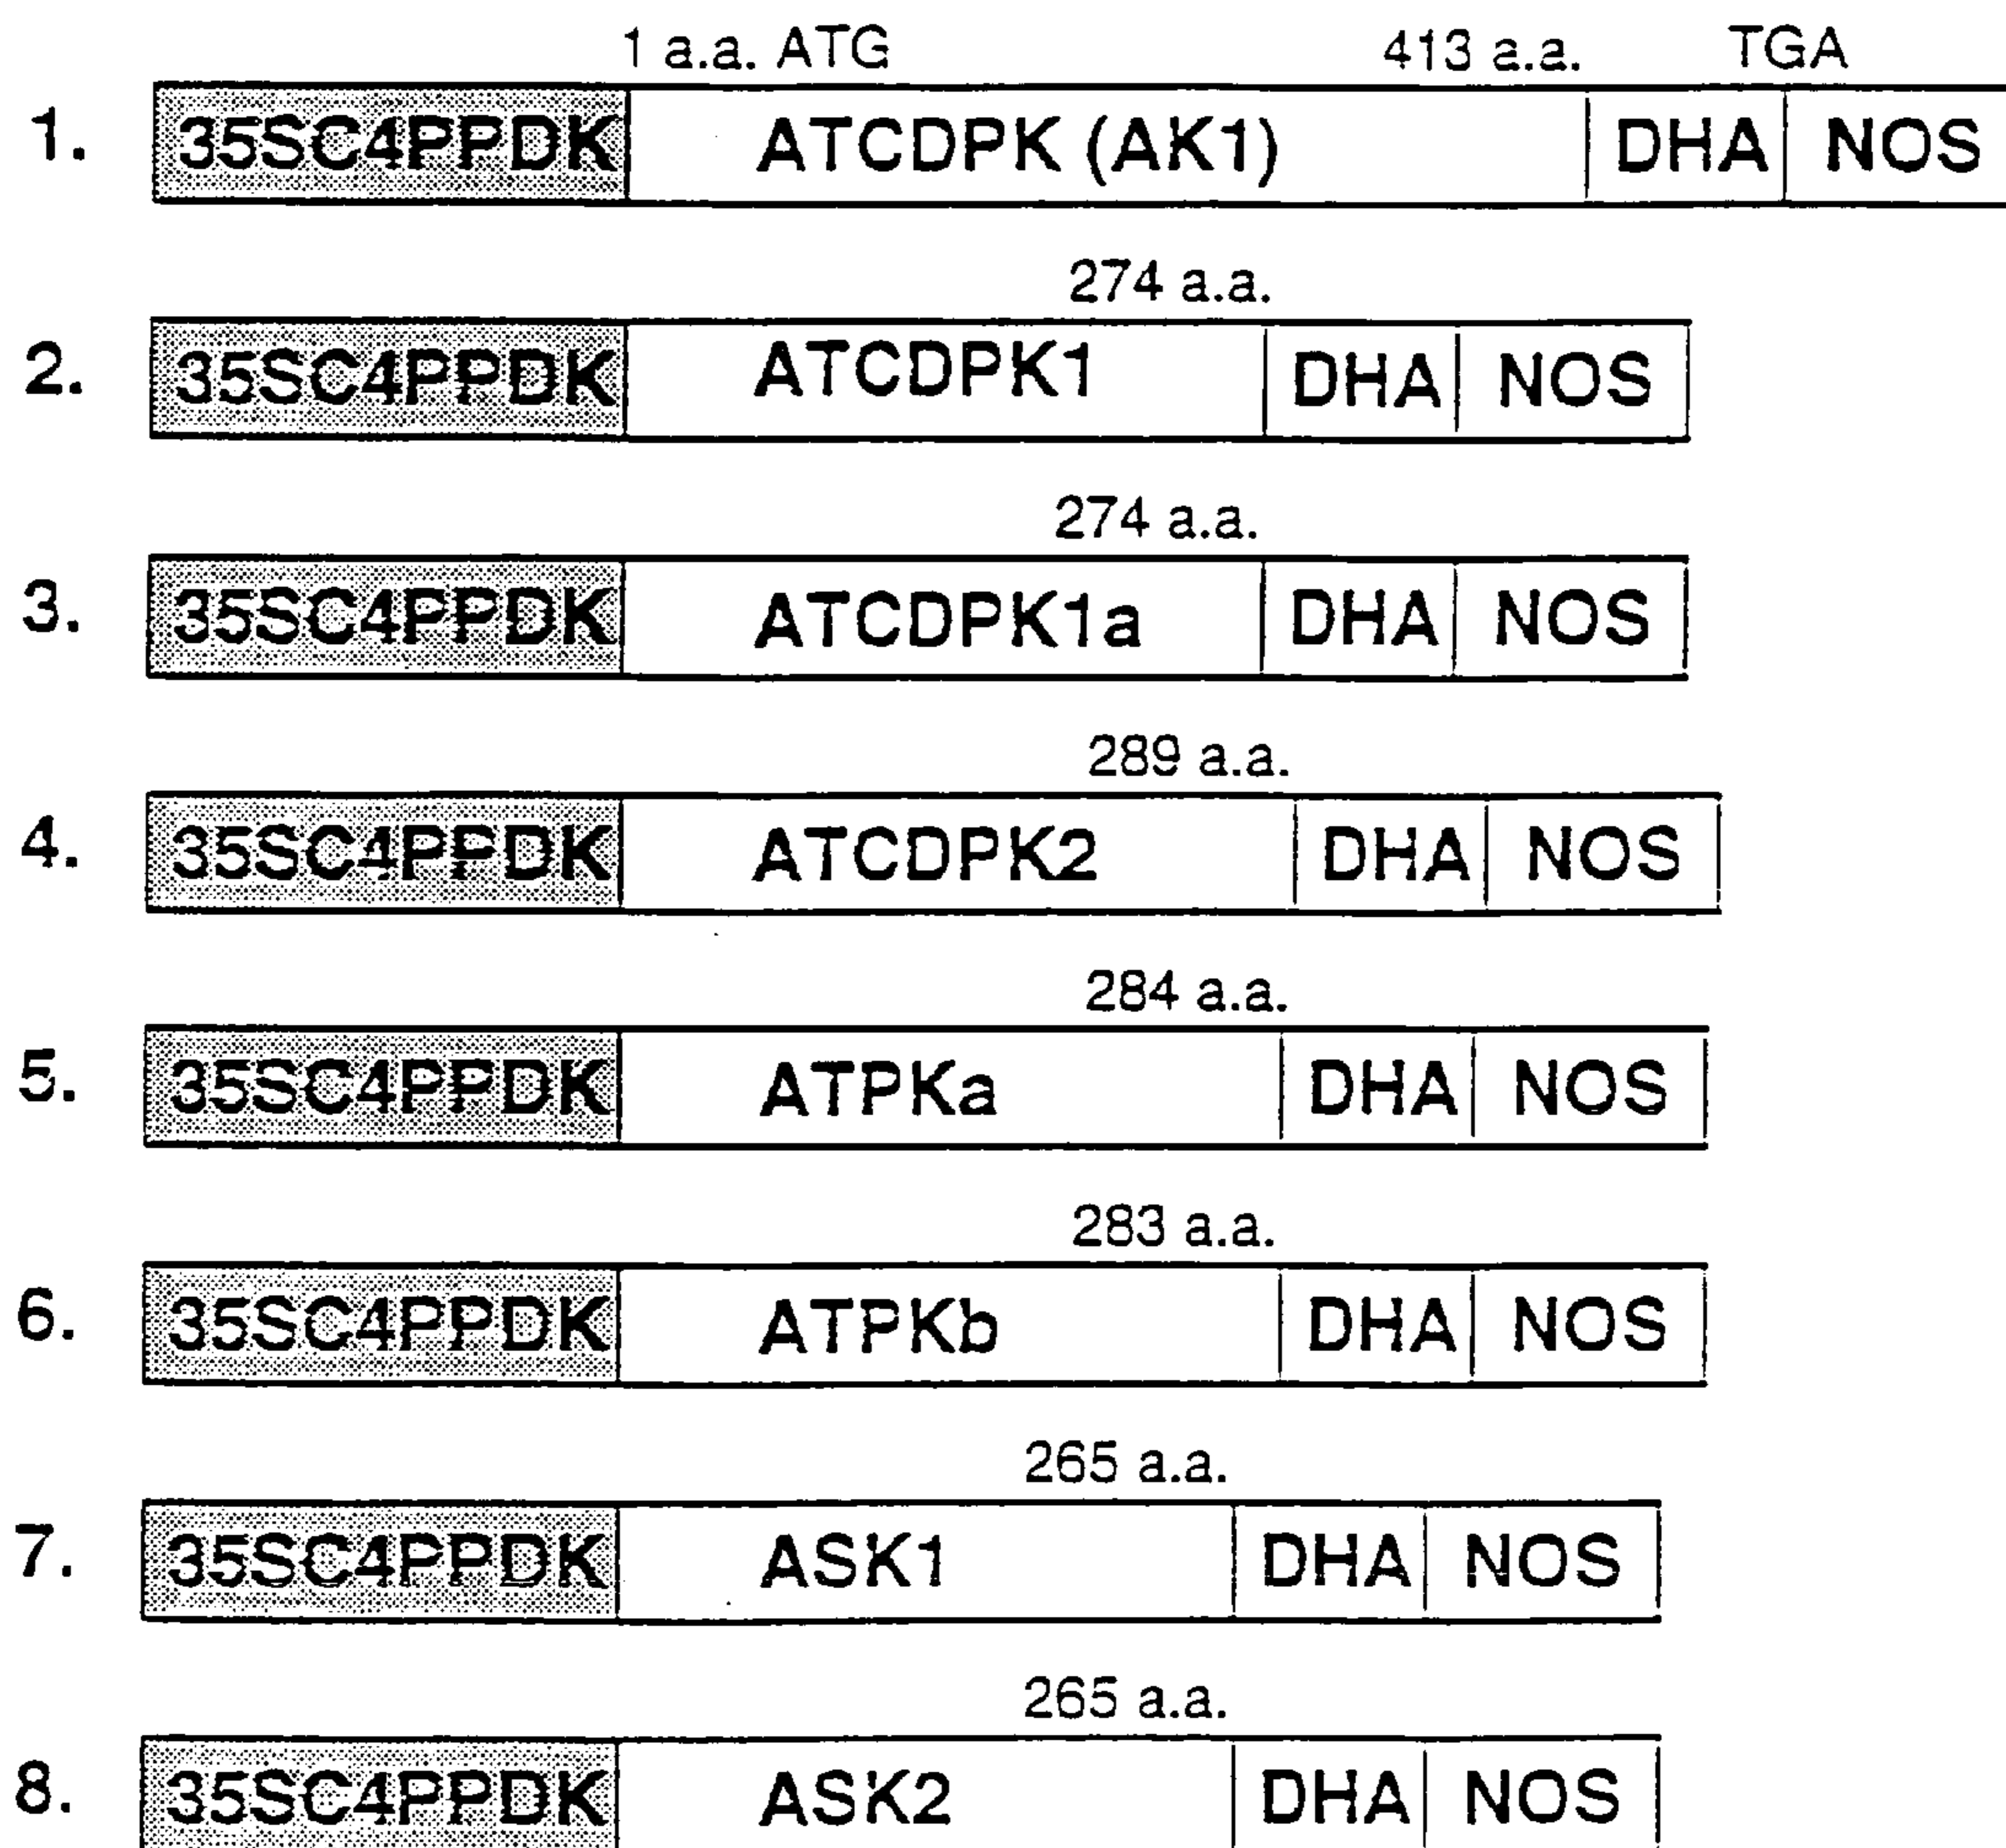 1 a.a. ATG 413 a.a. TGA
1. 35SC4PPDK ATCDPK (AK1) DHA NOS
274 a.a.
2. 35SC4PPDK ATCDPK1 DHA NOS
274 a.a.
3. 35SC4PPDK ATCDPK1a DHA NOS
289 a.a.
4. 35SC4PPDK ATCDPK2 DHA NOS
284 a.a.
5. 35SC4PPDK ATPKa DHA NOS
283 a.a.
6. 35SC4PPDK ATPKb DHA NOS
265 a.a.
7. 35SC4PPDK ASK1 DHA NOS
265 a.a.
8. 35SC4PPDK ASK2 DHA NOS